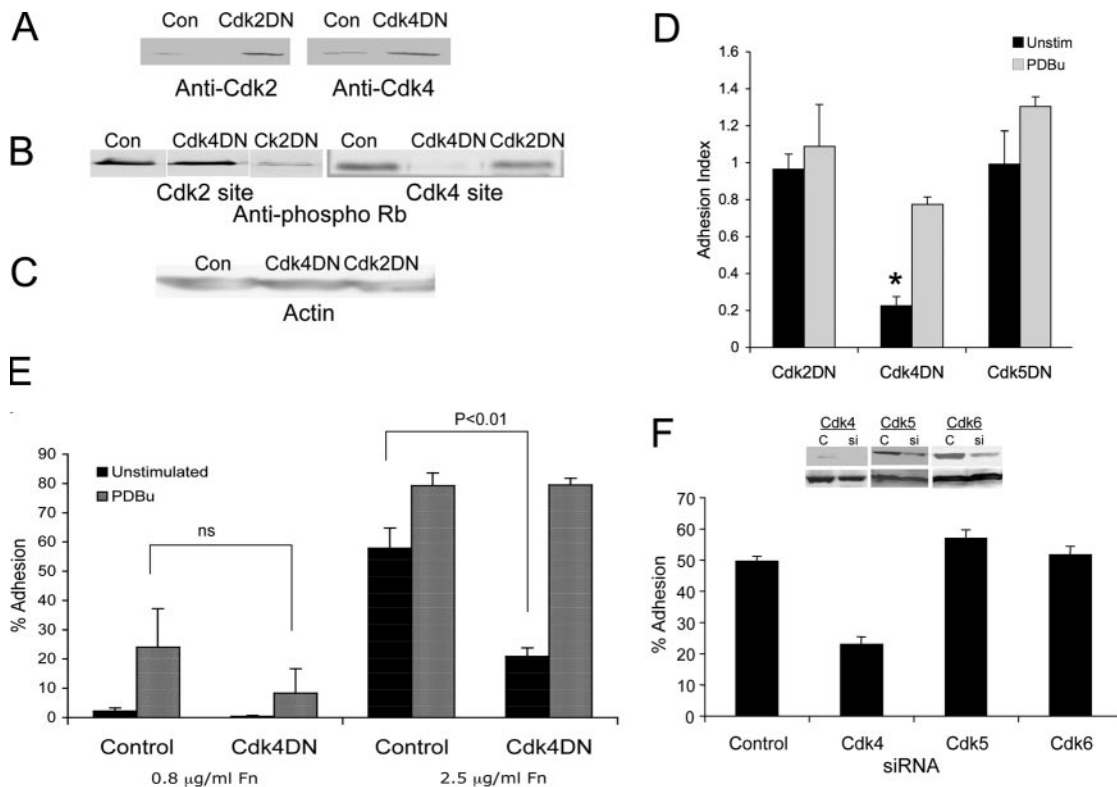 A
Con Cdk2DN Con Cdk4DN
Anti-Cdk2 Anti-Cdk4
B
Con Cdk4DN Ck2DN Con Cdk4DN Cdk2DN
Cdk2 site Cdk4 site
Anti-phospho Rb
C
Con Cdk4DN Cdk2DN
Actin
D
Unstim
PDBu
Adhesion Index
1.6
1.4
1.2
1
0.8
0.6
0.4
0.2
0
*
Cdk2DN Cdk4DN Cdk5DN
E
P<0.01
Unstimulated
PDBu
ns
% Adhesion
90
80
70
60
50
40
30
20
10
0
Control Cdk4DN Control Cdk4DN
0.8 μg/ml Fn 2.5 μg/ml Fn
F
Cdk4 Cdk5 Cdk6
C si C si C si
% Adhesion
70
60
50
40
30
20
10
0
Control Cdk4 Cdk5 Cdk6
siRNA